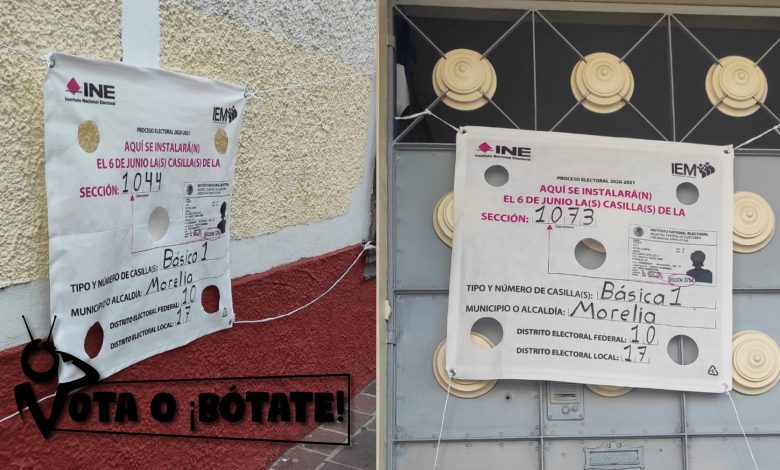 INE
Instituto Nacional Electoral
IEM
PROCESO ELECTORAL 2020-2021
AQUÍ SE INSTALARÁ(N)
EL 6 DE JUNIO LA(S) CASILLA(S) DE LA
SECCIÓN: 1044
TIPO Y NÚMERO DE CASILLA(S): Básica 1
MUNICIPIO O ALCALDÍA: Morelia
DISTRITO ELECTORAL FEDERAL: 10
DISTRITO ELECTORAL LOCAL: 17
VOTA O ¡BÓTATE!
INE
Instituto Nacional Electoral
IEM
PROCESO ELECTORAL 2020-2021
AQUÍ SE INSTALARÁ(N)
EL 6 DE JUNIO LA(S) CASILLA(S) DE LA
SECCIÓN: 1073
INSTITUTO NACIONAL ELECTORAL
TIPO Y NÚMERO DE CASILLA(S): Básica 1
MUNICIPIO O ALCALDÍA: Morelia
DISTRITO ELECTORAL FEDERAL: 10
DISTRITO ELECTORAL LOCAL: 17